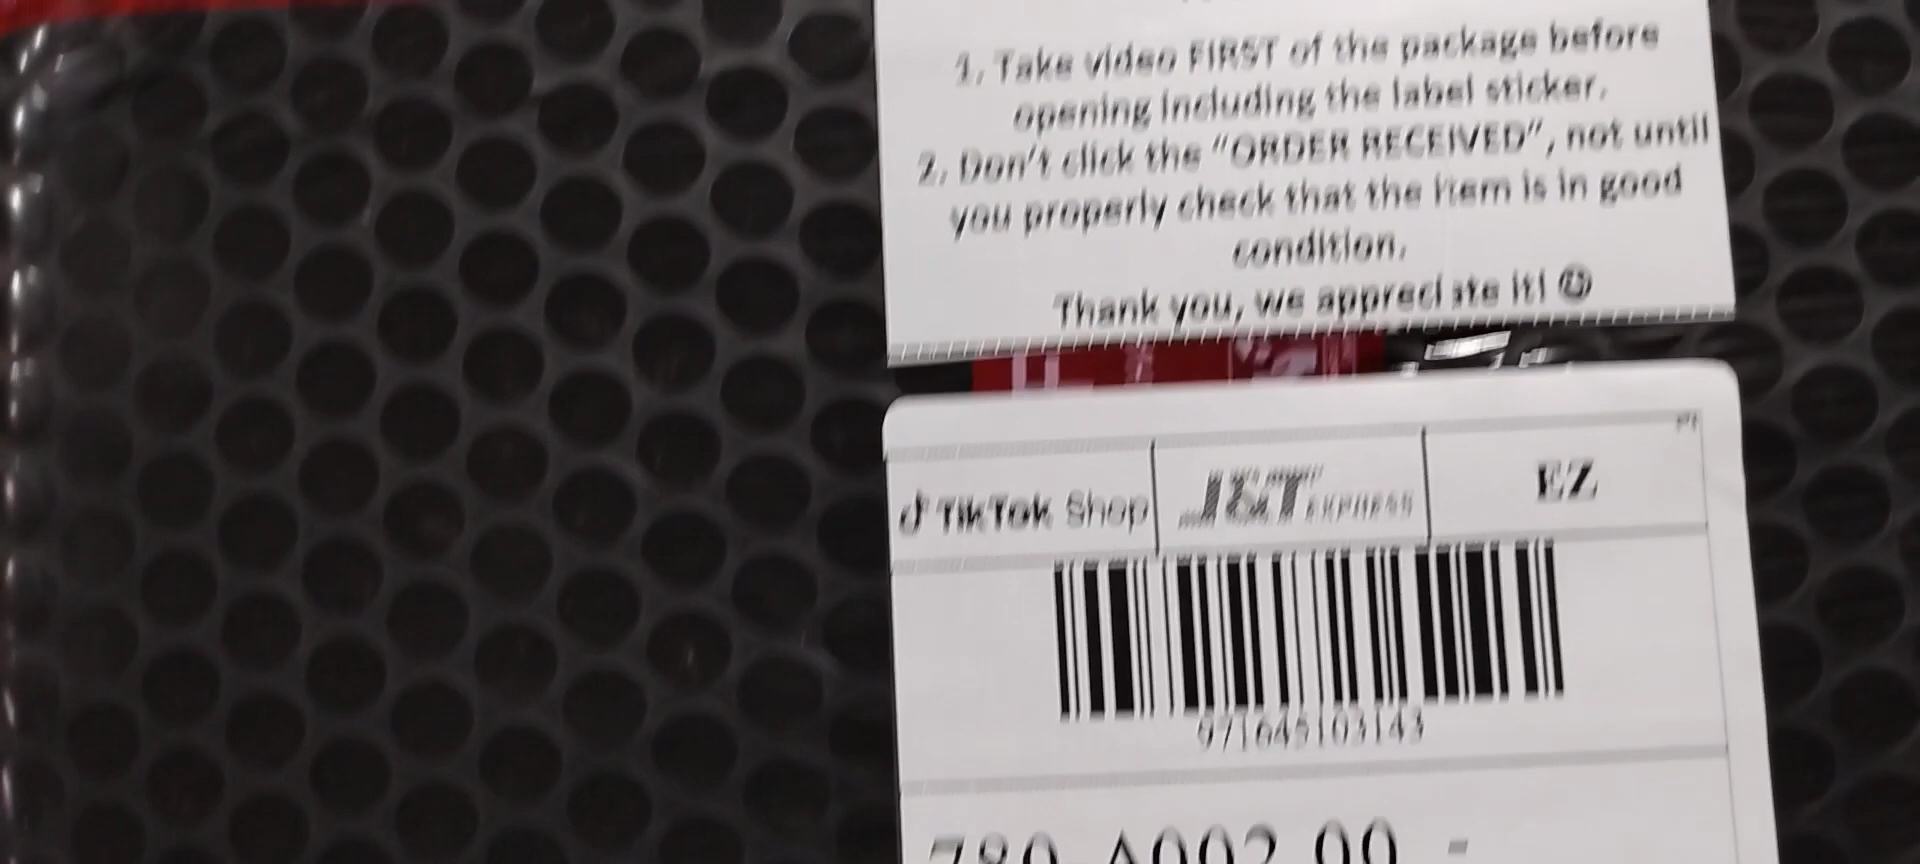 1. Take video FIRST of the package before
opening including the label sticker.
2. Don't click the "ORDER RECEIVED", not until
you properly check that the item is in good
condition.
Thank you, we appreciate it! ☺
TikTok Shop
J&T EXPRESS
EZ
971645103143
780-A002 00 -